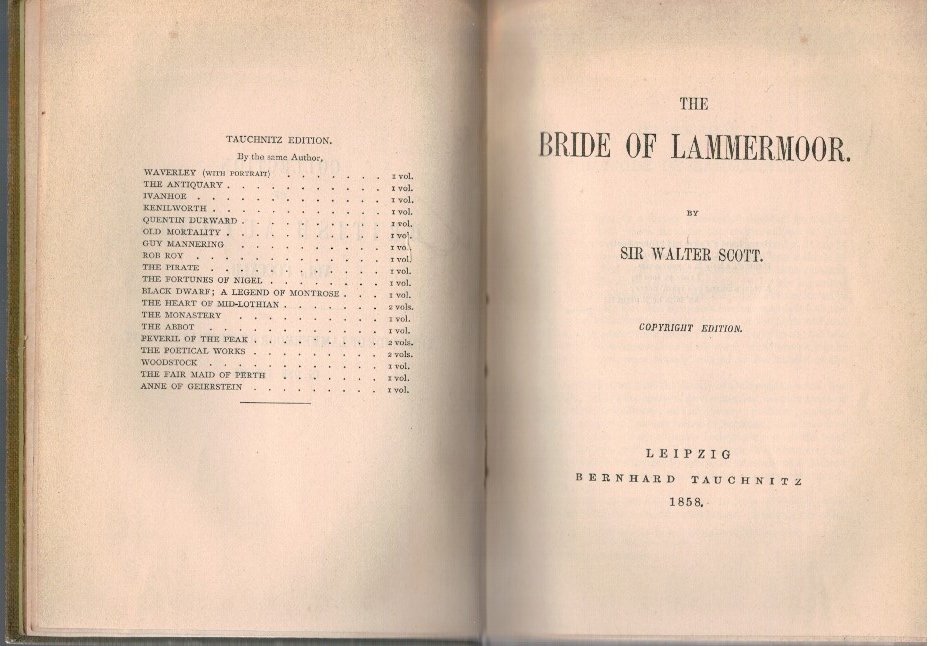 TAUCHNITZ EDITION.
By the same Author,
WAVERLEY (WITH PORTRAIT) . . . . . . . 1 vol.
THE ANTIQUARY . . . . . . . . . . 1 vol.
IVANHOE . . . . . . . . . . . 1 vol.
KENILWORTH . . . . . . . . . . 1 vol.
QUENTIN DURWARD . . . . . . . . . 1 vol.
OLD MORTALITY . . . . . . . . . . 1 vol.
GUY MANNERING . . . . . . . . . 1 vol.
ROB ROY . . . . . . . . . . . 1 vol.
THE PIRATE . . . . . . . . . . 1 vol.
THE FORTUNES OF NIGEL . . . . . . . 1 vol.
BLACK DWARF; A LEGEND OF MONTROSE . . . 1 vol.
THE HEART OF MID-LOTHIAN . . . . . . . 2 vols.
THE MONASTERY . . . . . . . . . 1 vol.
THE ABBOT . . . . . . . . . . 1 vol.
PEVERIL OF THE PEAK . . . . . . . . 2 vols.
THE POETICAL WORKS . . . . . . . . 2 vols.
WOODSTOCK . . . . . . . . . . 1 vol.
THE FAIR MAID OF PERTH . . . . . . 1 vol.
ANNE OF GEIERSTEIN . . . . . . . . 1 vol.
THE
BRIDE OF LAMMERMOOR.
BY
SIR WALTER SCOTT.
COPYRIGHT EDITION.
LEIPZIG
BERNHARD TAUCHNITZ
1858.